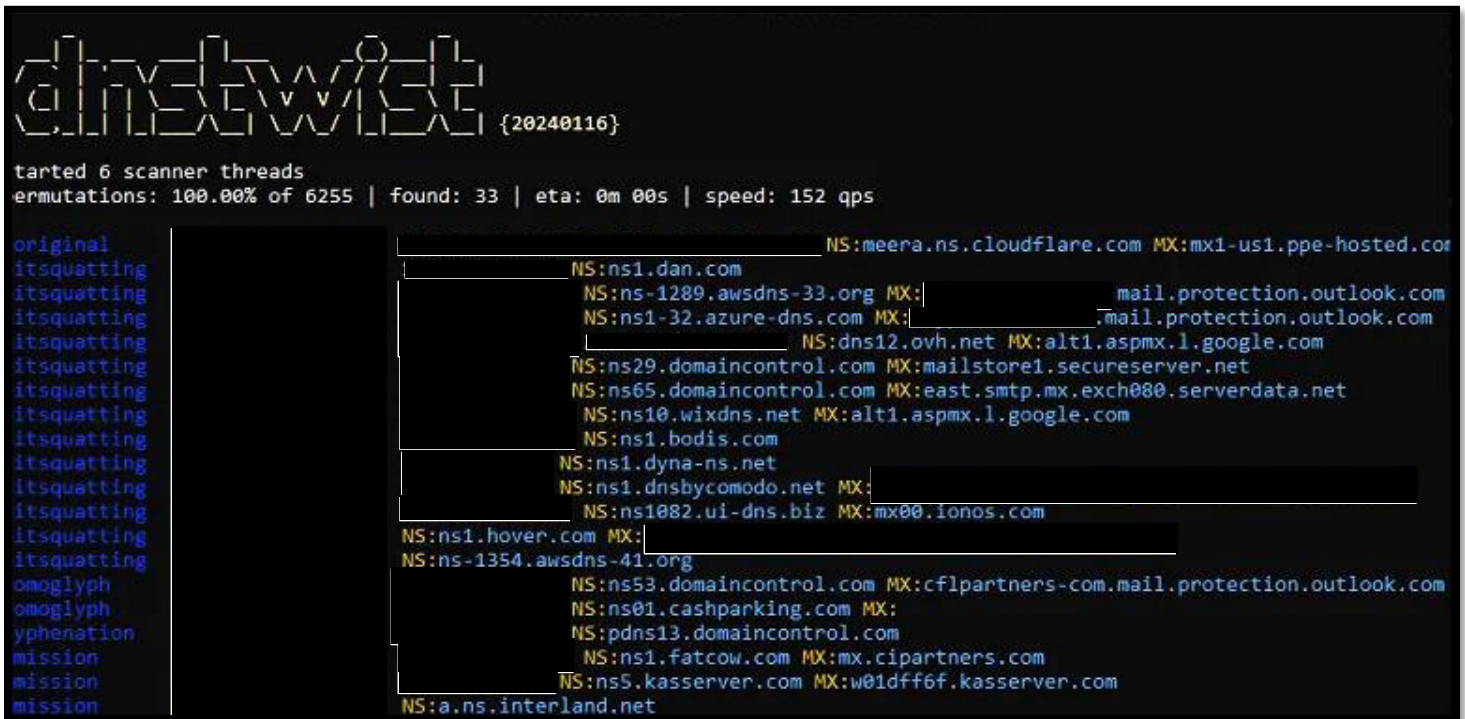 dnstwist {20240116}
tarted 6 scanner threads
ermutations: 100.00% of 6255 | found: 33 | eta: 0m 00s | speed: 152 qps
original NS:meera.ns.cloudflare.com MX:mx1-us1.ppe-hosted.com
itsquatting NS:ns1.dan.com
itsquatting NS:ns-1289.awsdns-33.org MX: mail.protection.outlook.com
itsquatting NS:ns1-32.azure-dns.com MX: .mail.protection.outlook.com
itsquatting NS:dns12.ovh.net MX:alt1.aspmx.l.google.com
itsquatting NS:ns29.domaincontrol.com MX:mailstore1.secureserver.net
itsquatting NS:ns65.domaincontrol.com MX:east.smtp.mx.exch080.serverdata.net
itsquatting NS:ns10.wixdns.net MX:alt1.aspmx.l.google.com
itsquatting NS:ns1.bodis.com
itsquatting NS:ns1.dyna-ns.net
itsquatting NS:ns1.dnsbycomodo.net MX:
itsquatting NS:ns1082.ui-dns.biz MX:mx00.ionos.com
itsquatting NS:ns1.hover.com MX:
itsquatting NS:ns-1354.awsdns-41.org
omoglyph NS:ns53.domaincontrol.com MX:cflpartners-com.mail.protection.outlook.com
omoglyph NS:ns01.cashparking.com MX:
yphenation NS:pdns13.domaincontrol.com
mission NS:ns1.fatcow.com MX:mx.cipartners.com
mission NS:ns5.kasserver.com MX:w01dff6f.kasserver.com
mission NS:a.ns.interland.net